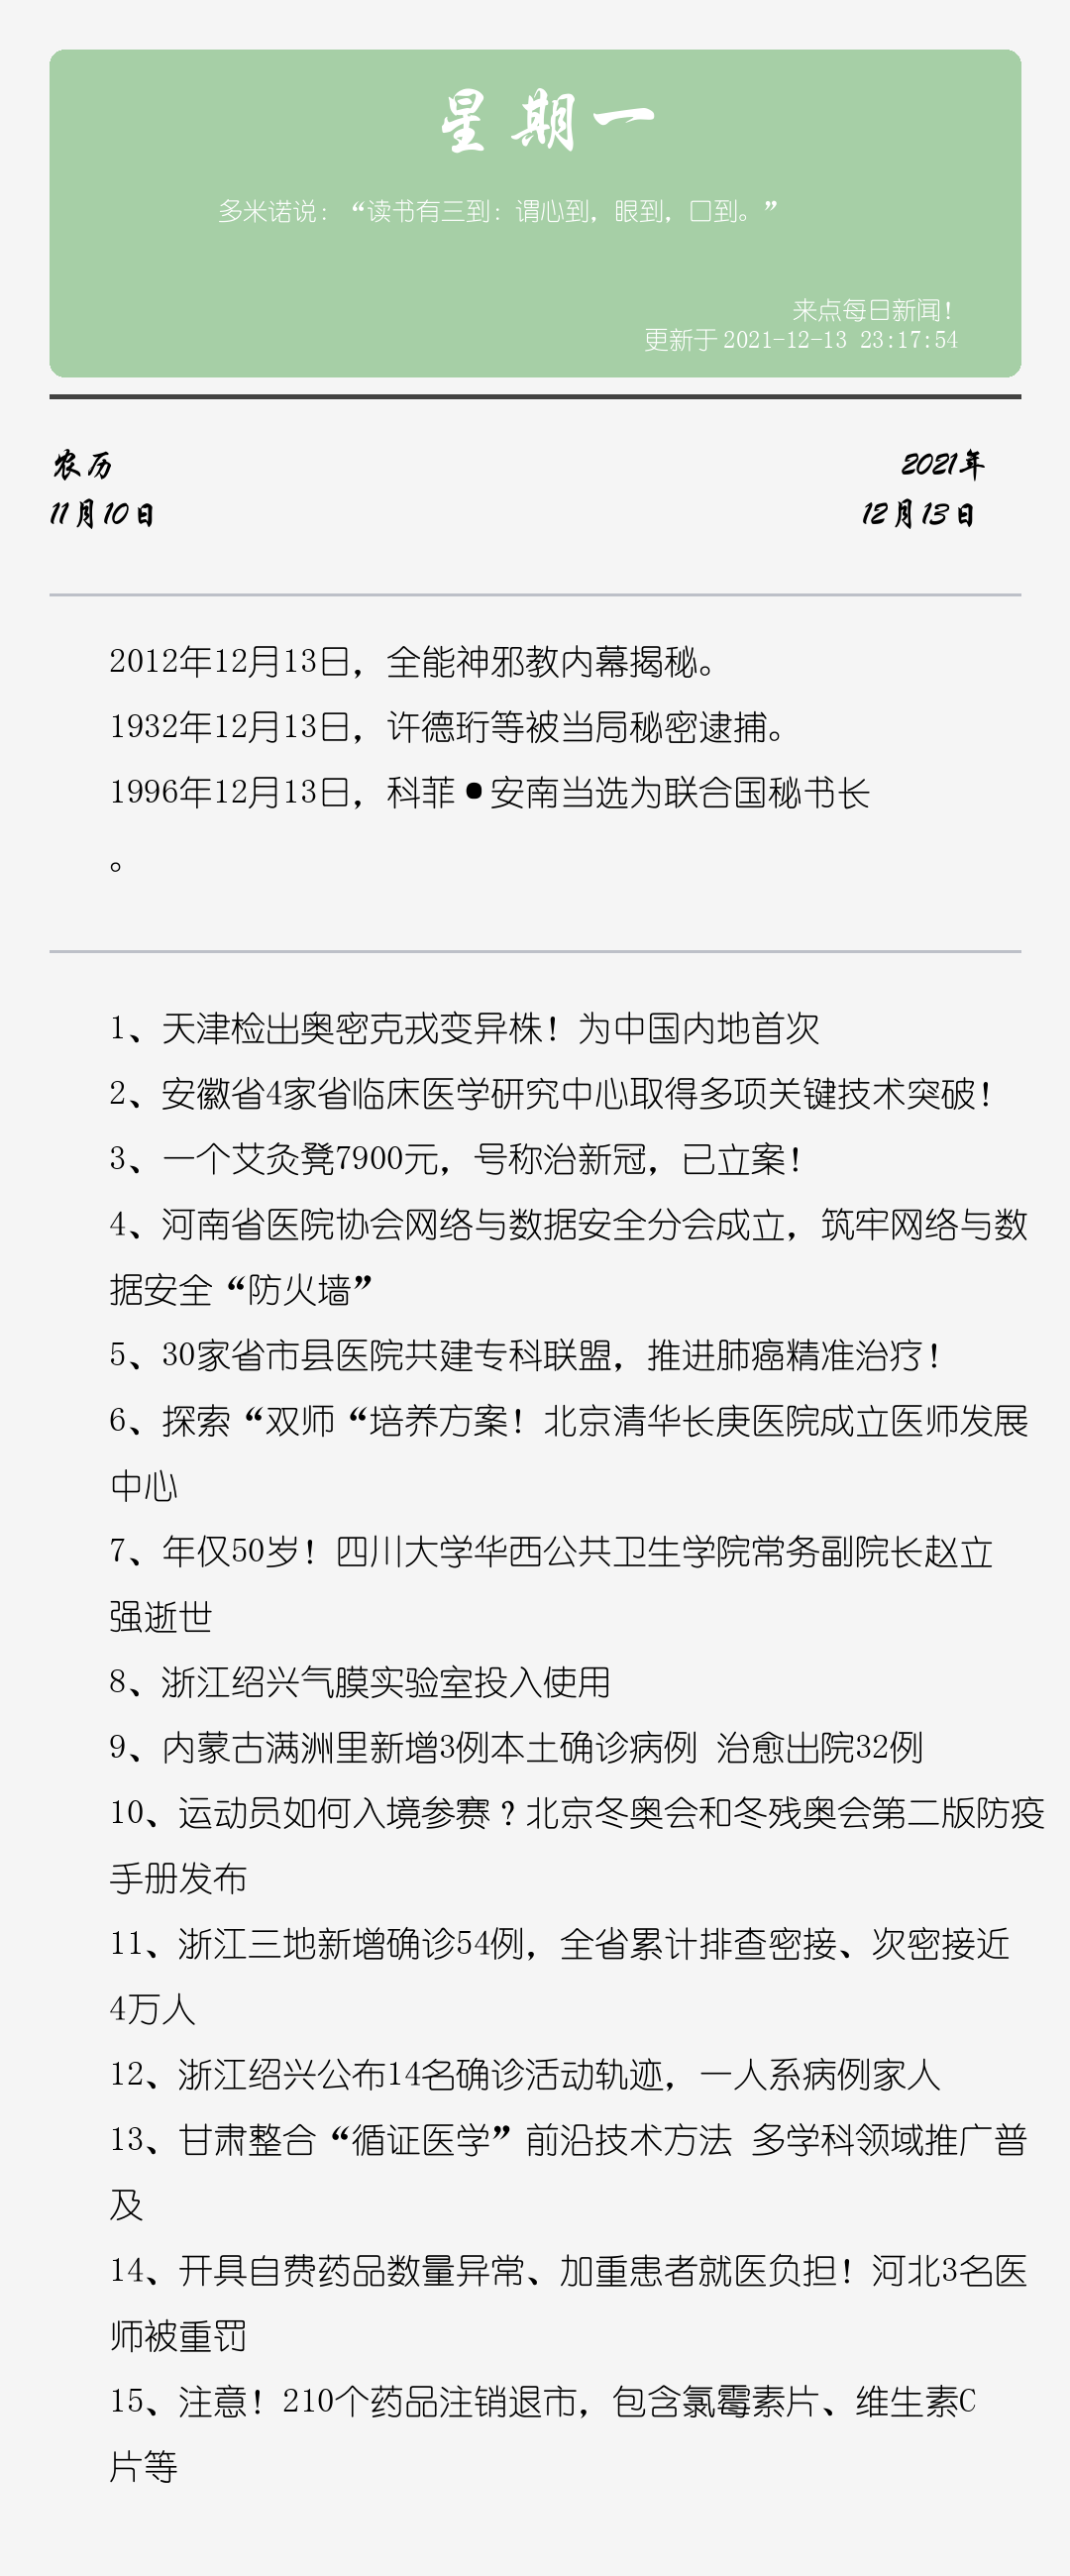 星期一
多米诺说：“读书有三到：谓心到，眼到，口到。”
来点每日新闻！
更新于 2021-12-13 23:17:54
农历
2021年
11月10日
12月13日
2012年12月13日，全能神邪教内幕揭秘。
1932年12月13日，许德珩等被当局秘密逮捕。
1996年12月13日，科菲•安南当选为联合国秘书长
。
1、天津检出奥密克戎变异株！为中国内地首次
2、安徽省4家省临床医学研究中心取得多项关键技术突破！
3、一个艾灸凳7900元，号称治新冠，已立案！
4、河南省医院协会网络与数据安全分会成立，筑牢网络与数
据安全“防火墙”
5、30家省市县医院共建专科联盟，推进肺癌精准治疗！
6、探索“双师“培养方案！北京清华长庚医院成立医师发展
中心
7、年仅50岁！四川大学华西公共卫生学院常务副院长赵立
强逝世
8、浙江绍兴气膜实验室投入使用
9、内蒙古满洲里新增3例本土确诊病例 治愈出院32例
10、运动员如何入境参赛？北京冬奥会和冬残奥会第二版防疫
手册发布
11、浙江三地新增确诊54例，全省累计排查密接、次密接近
4万人
12、浙江绍兴公布14名确诊活动轨迹，一人系病例家人
13、甘肃整合“循证医学”前沿技术方法 多学科领域推广普
及
14、开具自费药品数量异常、加重患者就医负担！河北3名医
师被重罚
15、注意！210个药品注销退市，包含氯霉素片、维生素C
片等